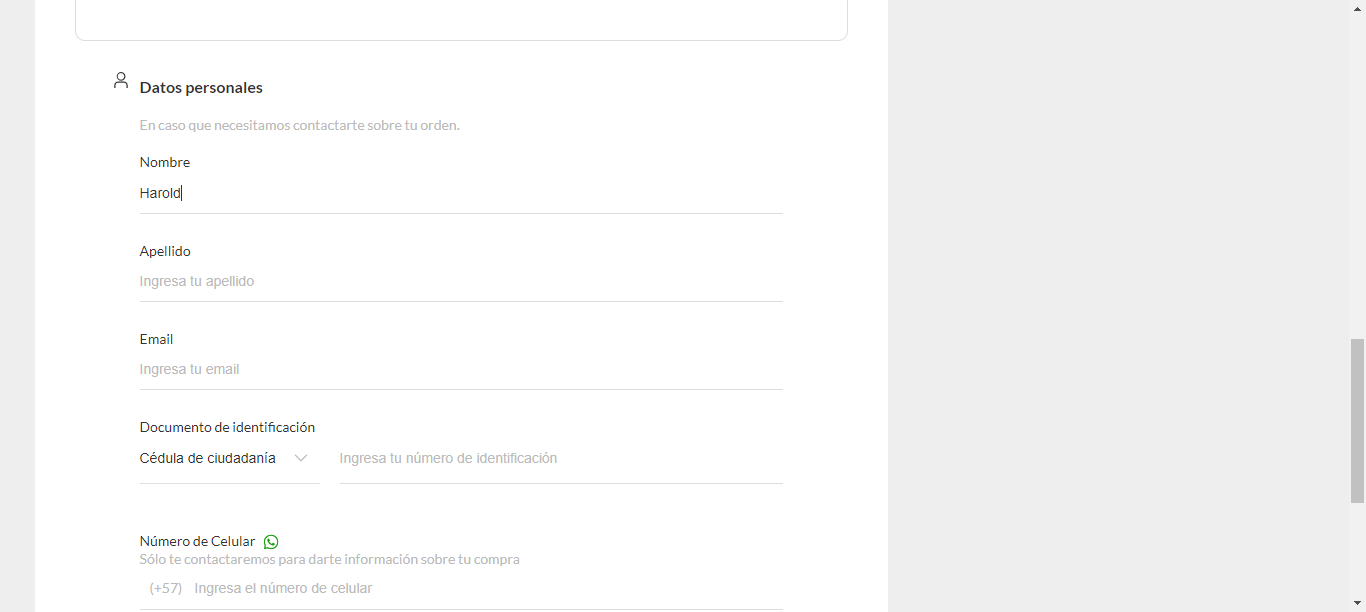 Datos personales
En caso que necesitamos contactarte sobre tu orden.
Nombre
Harold
Apellido
Ingresa tu apellido
Email
Ingresa tu email
Documento de identificación
Cédula de ciudadanía Ingresa tu número de identificación
Número de Celular
Sólo te contactaremos para darte información sobre tu compra
(+57) Ingresa el número de celular